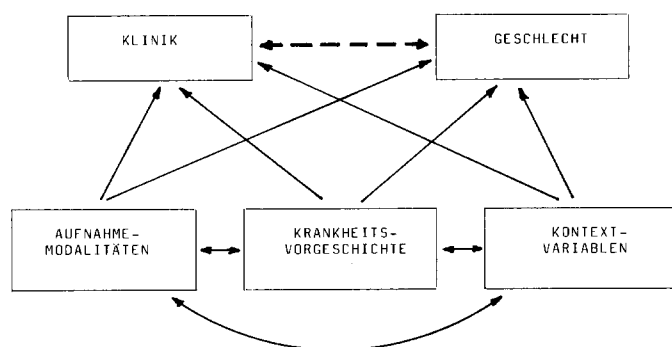 KLINIK
GESCHLECHT
AUFNAHME-
MODALITÄTEN
KRANKHEITS-
VORGESCHICHTE
KONTEXT-
VARIABLEN